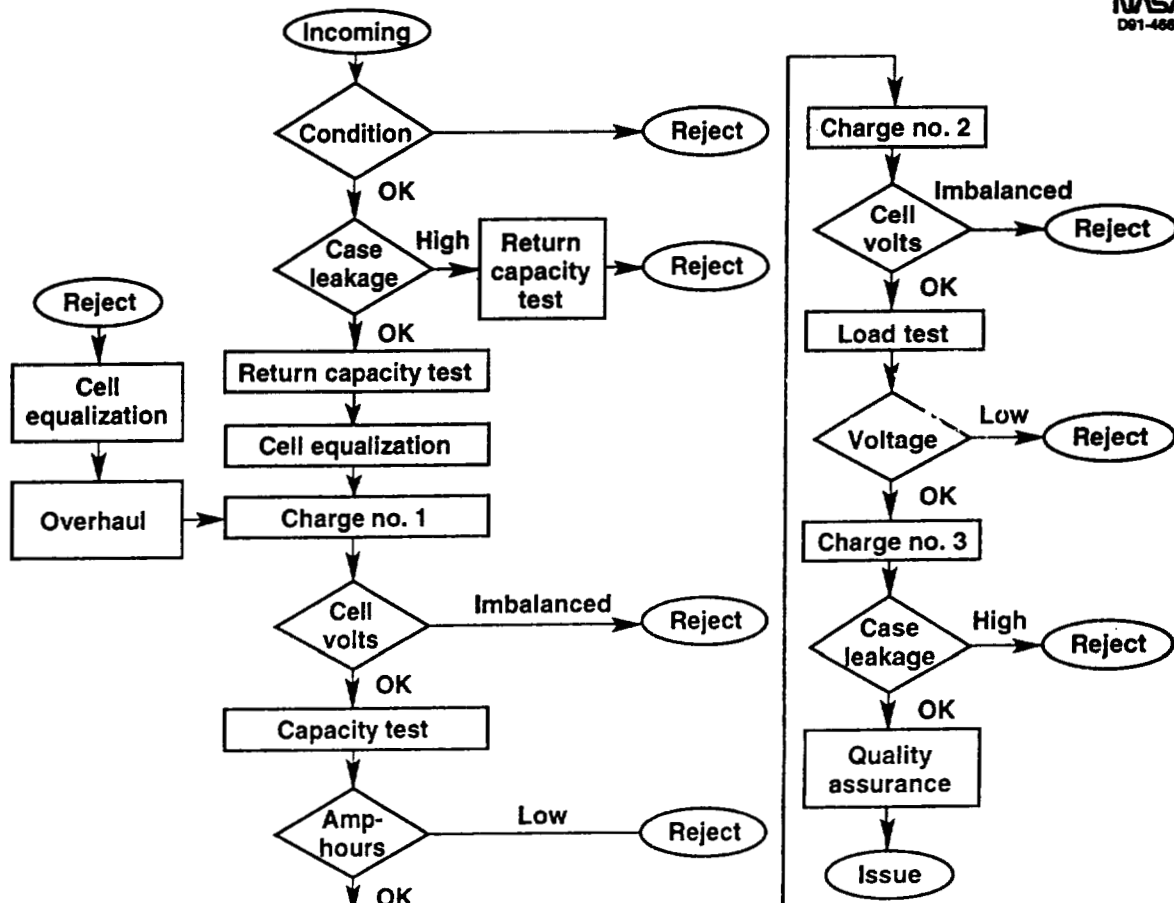 NASA
Incoming
Condition
Reject
OK
Case
leakage
High
Return
capacity
test
Reject
OK
Reject
Cell
equalization
Overhaul
Return capacity test
Cell equalization
Charge no. 1
Cell
volts
Imbalanced
Reject
OK
Capacity test
Amp-
hours
Low
Reject
OK
Charge no. 2
Cell
volts
Imbalanced
Reject
OK
Load test
Voltage
Low
Reject
OK
Charge no. 3
Case
leakage
High
Reject
OK
Quality
assurance
Issue